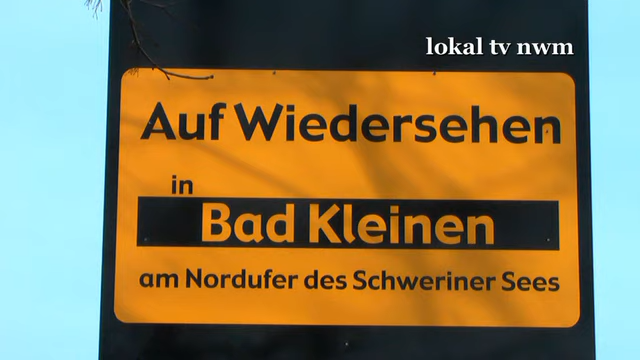 lokal tv nwm
Auf Wiedersehen
in
Bad Kleinen
am Nordufer des Schweriner Sees